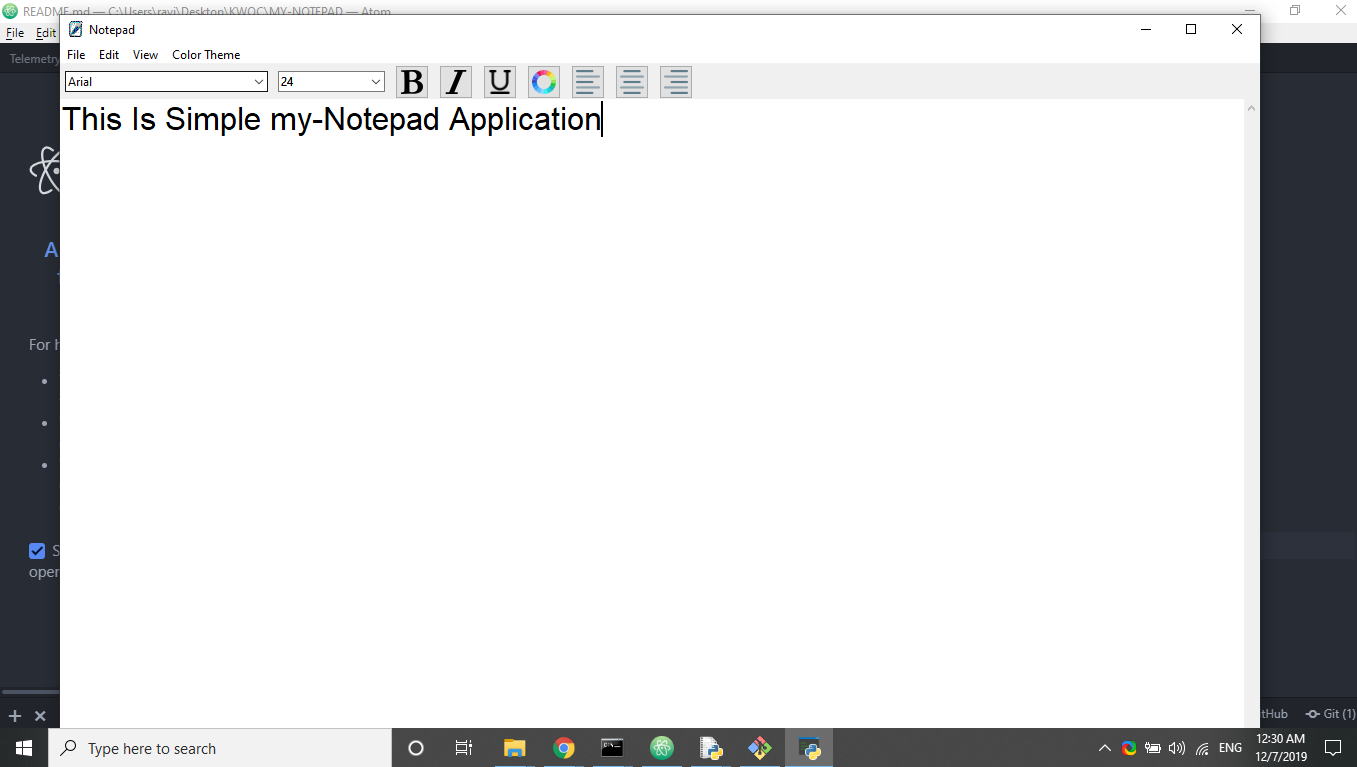 README.md — C:\Users\ravi\Desktop\KWOC\MY-NOTEPAD — Atom
File Edit
Telemetry
Notepad
File Edit View Color Theme
Arial 24 B I U
This Is Simple my-Notepad Application
A
For h
S
oper
tHub Git (1)
Type here to search
ENG 12:30 AM
12/7/2019